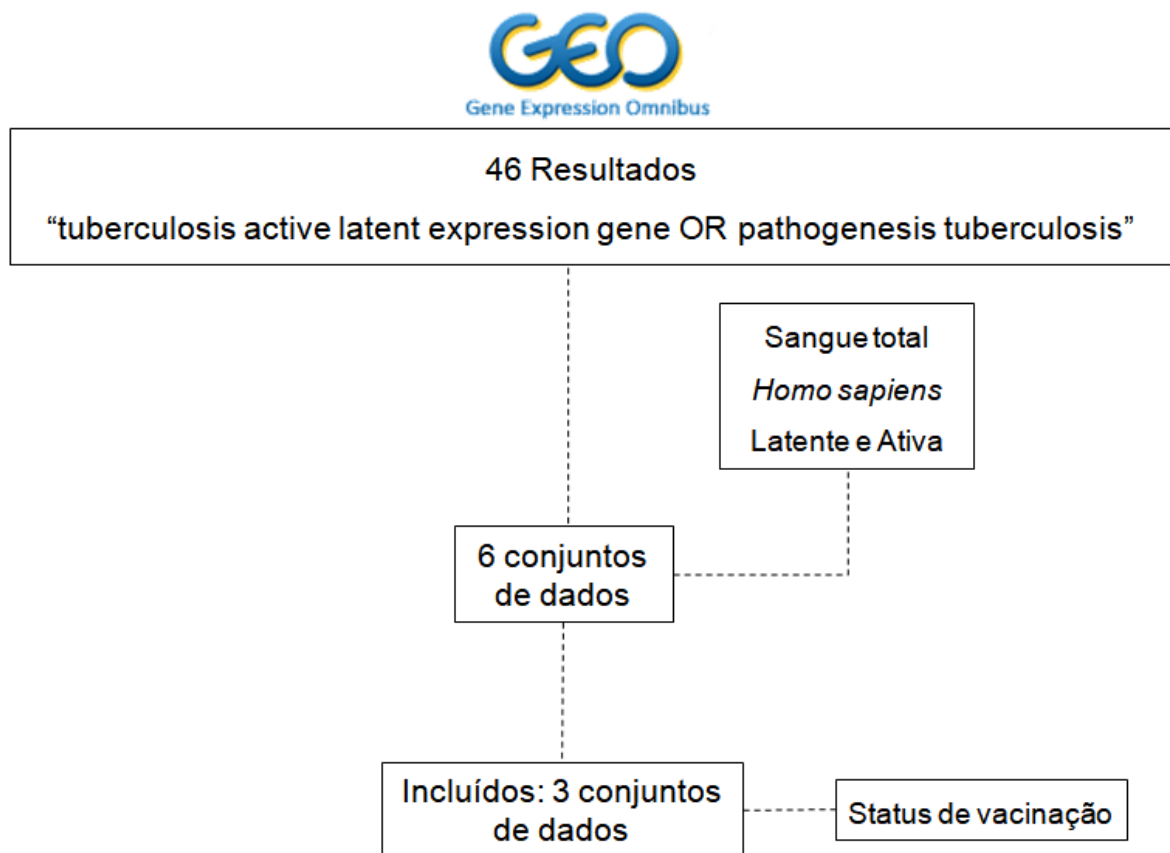 GEO
Gene Expression Omnibus
46 Resultados
“tuberculosis active latent expression gene OR pathogenesis tuberculosis”
Sangue total
Homo sapiens
Latente e Ativa
6 conjuntos
de dados
Incluídos: 3 conjuntos
de dados
Status de vacinação